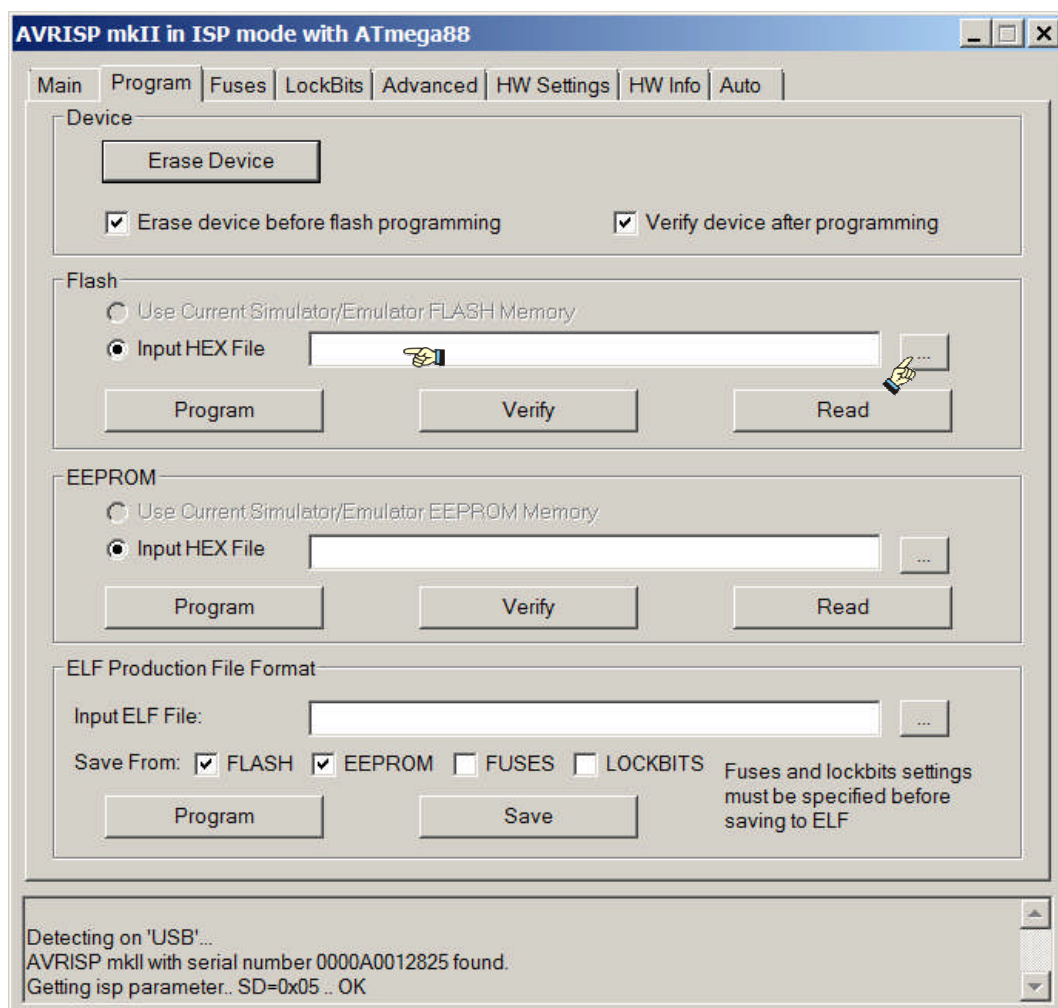 AVRISP mkII in ISP mode with ATmega88
Main Program Fuses LockBits Advanced HW Settings HW Info Auto
Device
Erase Device
Erase device before flash programming Verify device after programming
Flash
Use Current Simulator/Emulator FLASH Memory
Input HEX File ...
Program Verify Read
EEPROM
Use Current Simulator/Emulator EEPROM Memory
Input HEX File ...
Program Verify Read
ELF Production File Format
Input ELF File: ...
Save From: FLASH EEPROM FUSES LOCKBITS
Fuses and lockbits settings
must be specified before
saving to ELF
Program Save
Detecting on 'USB'...
AVRISP mkII with serial number 0000A0012825 found.
Getting isp parameter.. SD=0x05 .. OK